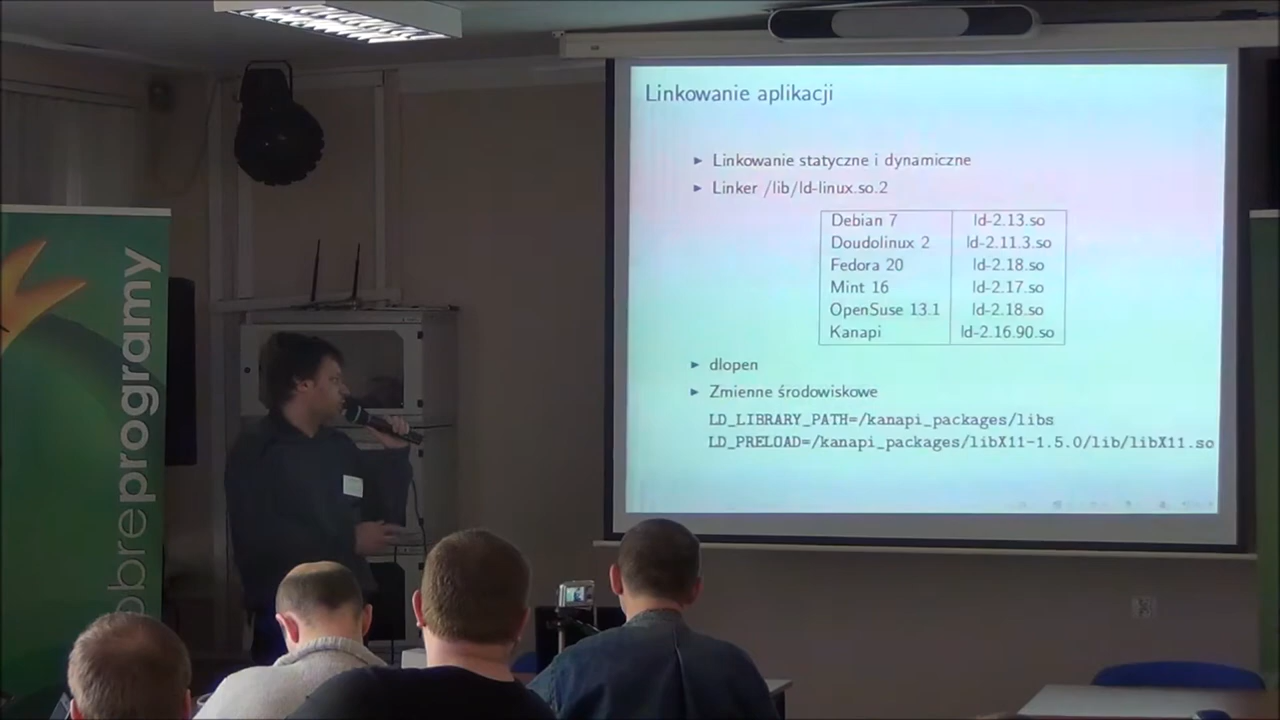 Linkowanie aplikacji
Linkowanie statyczne i dynamiczne
Linker /lib/ld-linux.so.2
Debian 7 ld-2.13.so
Doudolinux 2 ld-2.11.3.so
Fedora 20 ld-2.18.so
Mint 16 ld-2.17.so
OpenSuse 13.1 ld-2.18.so
Kanapi ld-2.16.90.so
dlopen
Zmienne środowiskowe
LD_LIBRARY_PATH=/kanapi_packages/libs
LD_PRELOAD=/kanapi_packages/libX11-1.5.0/lib/libX11.so
obreprogramy